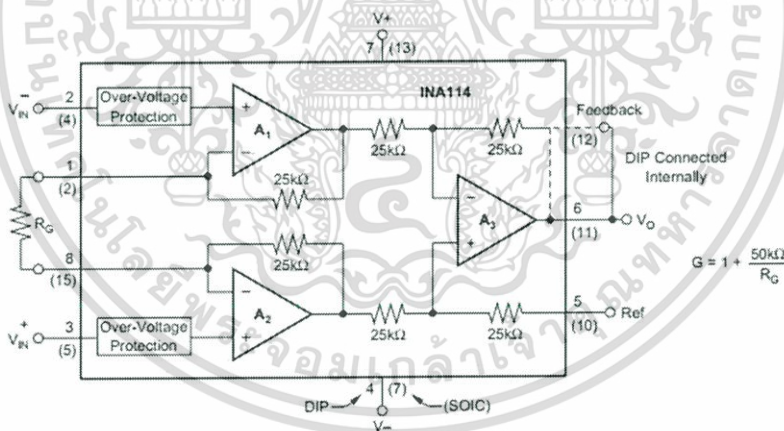 V+
7 (13)
INA114
V⁻IN 2 (4)
Over-Voltage Protection
A1
+
−
25kΩ
25kΩ
Feedback
(12)
DIP Connected Internally
1
(2)
25kΩ
RG
A3
−
+
6
(11)
VO
G = 1 + 50kΩ / RG
8
(15)
25kΩ
−
A2
+
25kΩ
25kΩ
5
(10)
Ref
V⁺IN 3 (5)
Over-Voltage Protection
DIP
4 (7)
(SOIC)
V−